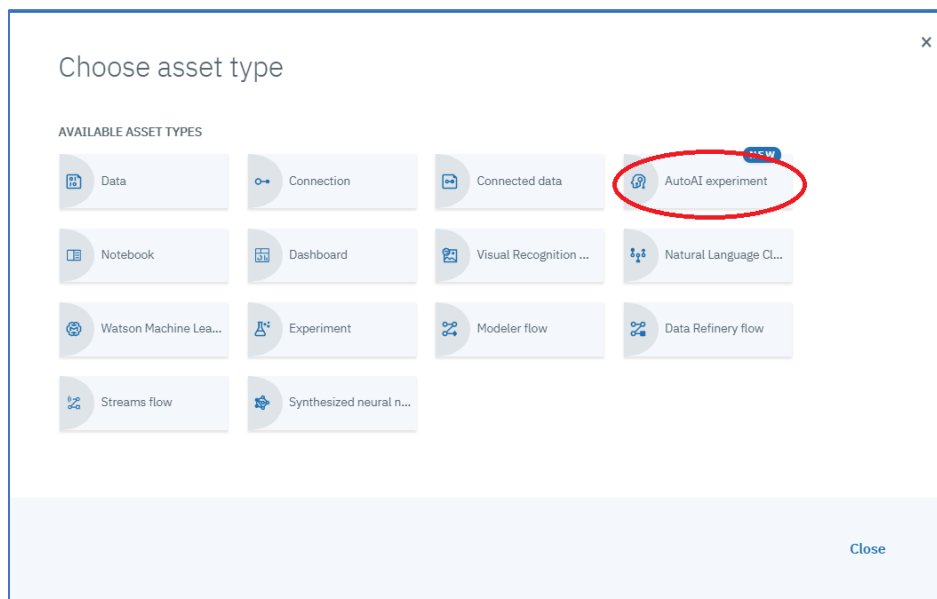 ×
Choose asset type
AVAILABLE ASSET TYPES
NEW
Data
Connection
Connected data
AutoAI experiment
Notebook
Dashboard
Visual Recognition ...
Natural Language Cl...
Watson Machine Lea...
Experiment
Modeler flow
Data Refinery flow
Streams flow
Synthesized neural n...
Close